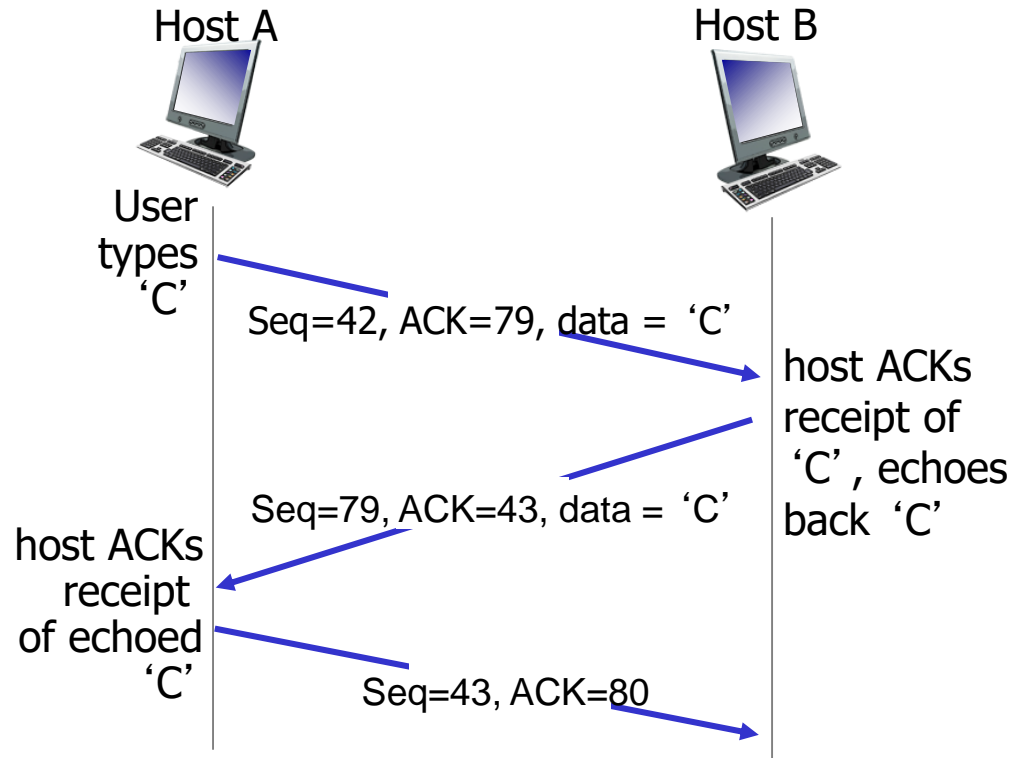 Host A
Host B
User
types
‘C’
Seq=42, ACK=79, data = ‘C’
host ACKs
receipt of
‘C’, echoes
back ‘C’
Seq=79, ACK=43, data = ‘C’
host ACKs
receipt
of echoed
‘C’
Seq=43, ACK=80